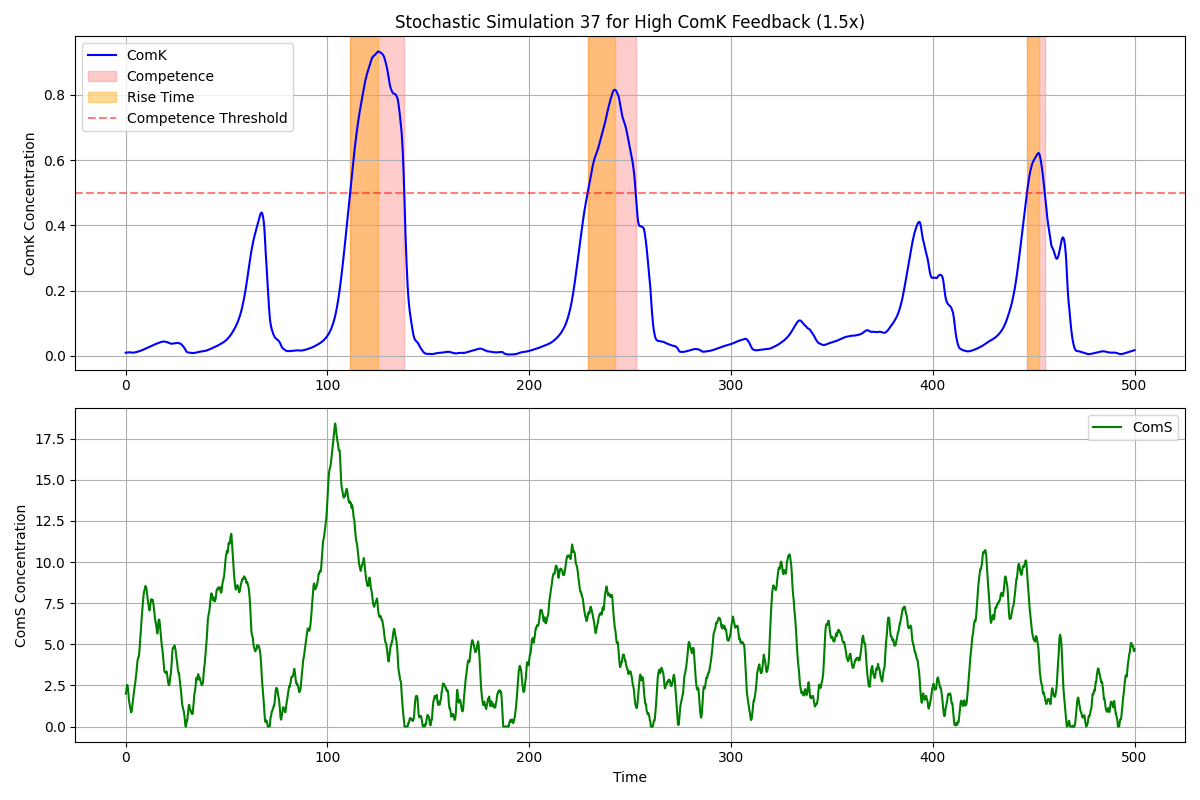 Stochastic Simulation 37 for High ComK Feedback (1.5x)
ComK
Competence
Rise Time
Competence Threshold
ComK Concentration
0.8
0.6
0.4
0.2
0.0
0 100 200 300 400 500
ComS
ComS Concentration
17.5
15.0
12.5
10.0
7.5
5.0
2.5
0.0
0 100 200 300 400 500
Time